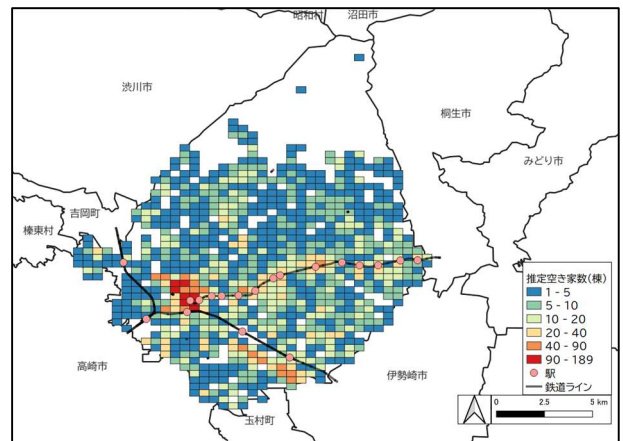 昭和村
沼田市
渋川市
桐生市
みどり市
吉岡町
榛東村
高崎市
伊勢崎市
玉村町
推定空き家数(棟)
1 - 5
5 - 10
10 - 20
20 - 40
40 - 90
90 - 189
駅
鉄道ライン
0 2.5 5 km